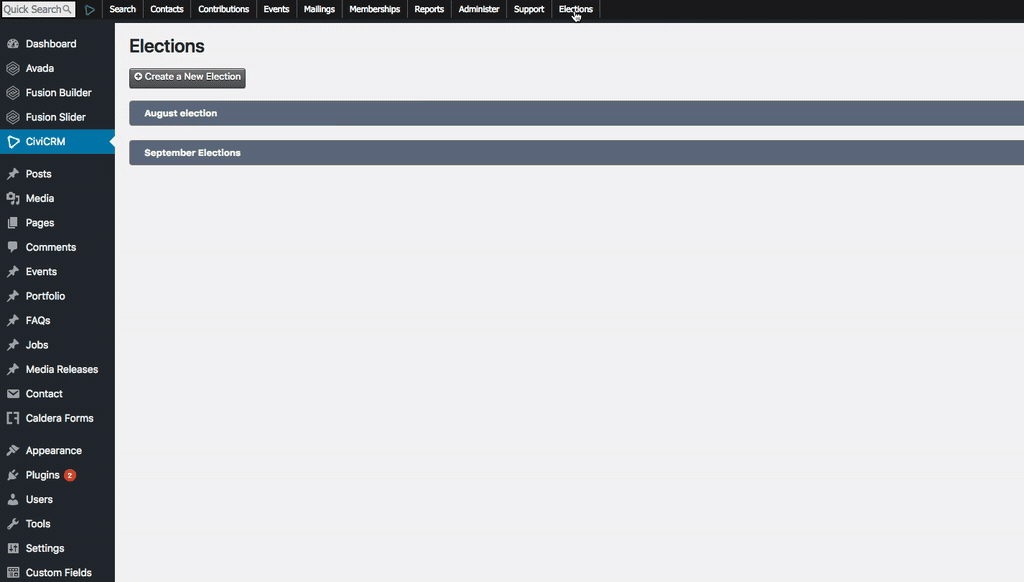 Quick Search
Search
Contacts
Contributions
Events
Mailings
Memberships
Reports
Administer
Support
Elections
Dashboard
Avada
Fusion Builder
Fusion Slider
CiviCRM
Posts
Media
Pages
Comments
Events
Portfolio
FAQs
Jobs
Media Releases
Contact
Caldera Forms
Appearance
Plugins 2
Users
Tools
Settings
Custom Fields
Elections
Create a New Election
August election
September Elections